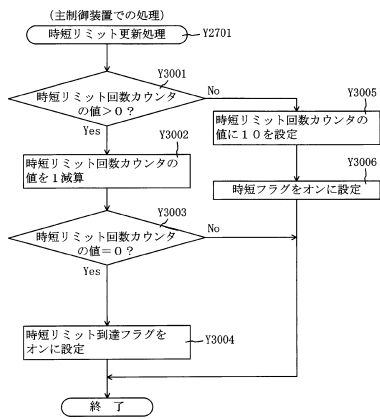 (主制御装置での処理)
時短リミット更新処理
Y2701
Y3001
時短リミット回数カウンタ
の値>0?
No
Yes
Y3005
時短リミット回数カウンタの
値に10を設定
Y3002
時短リミット回数カウンタの
値を1減算
Y3006
時短フラグをオンに設定
Y3003
時短リミット回数カウンタ
の値=0?
No
Yes
時短リミット到達フラグを
オンに設定
Y3004
終 了